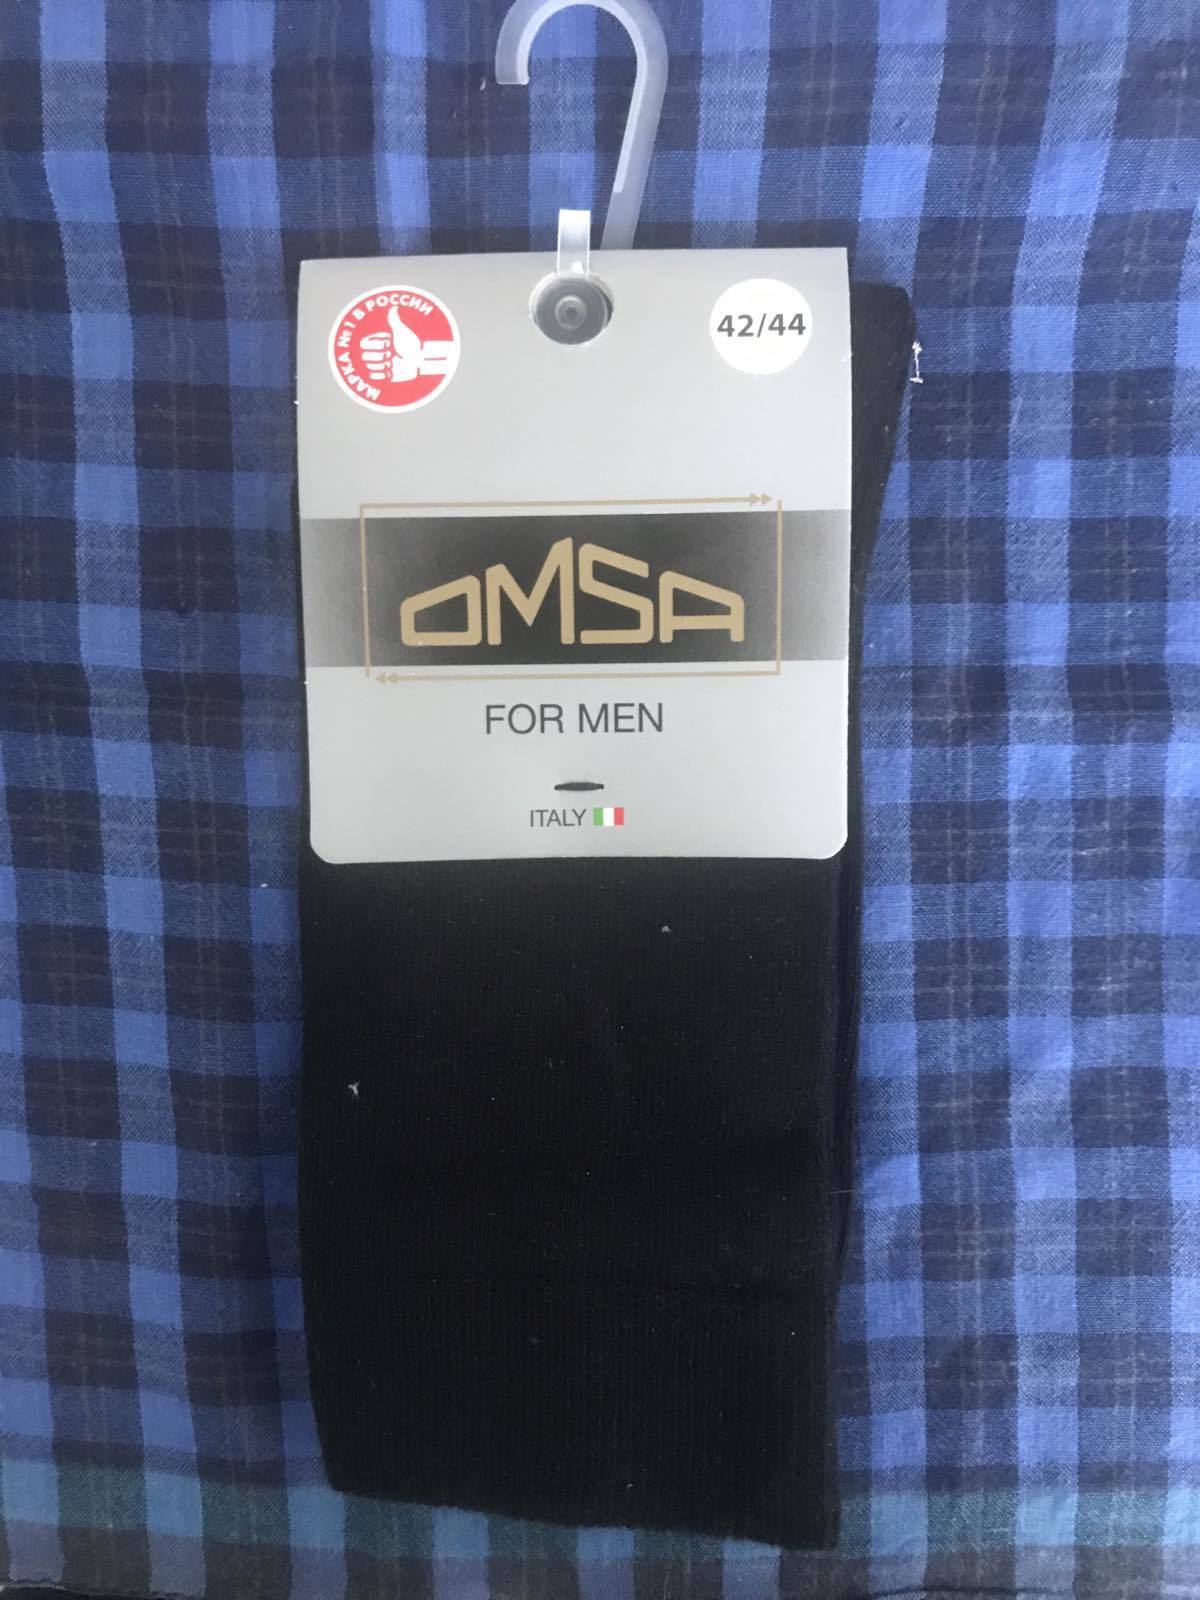 МАРКА №1 В РОССИИ
42/44
OMSA
FOR MEN
ITALY